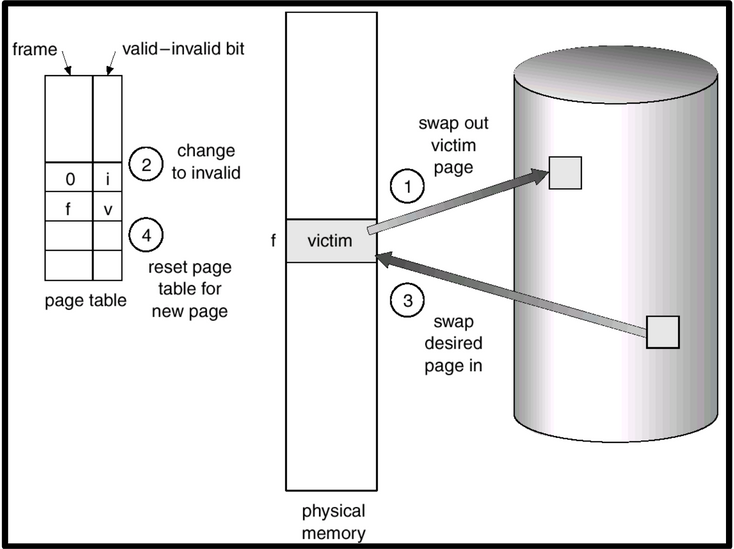 frame
valid–invalid bit
2
change
to invalid
0 i
f v
4
reset page
table for
new page
page table
f
victim
physical
memory
1
swap out
victim
page
3
swap
desired
page in